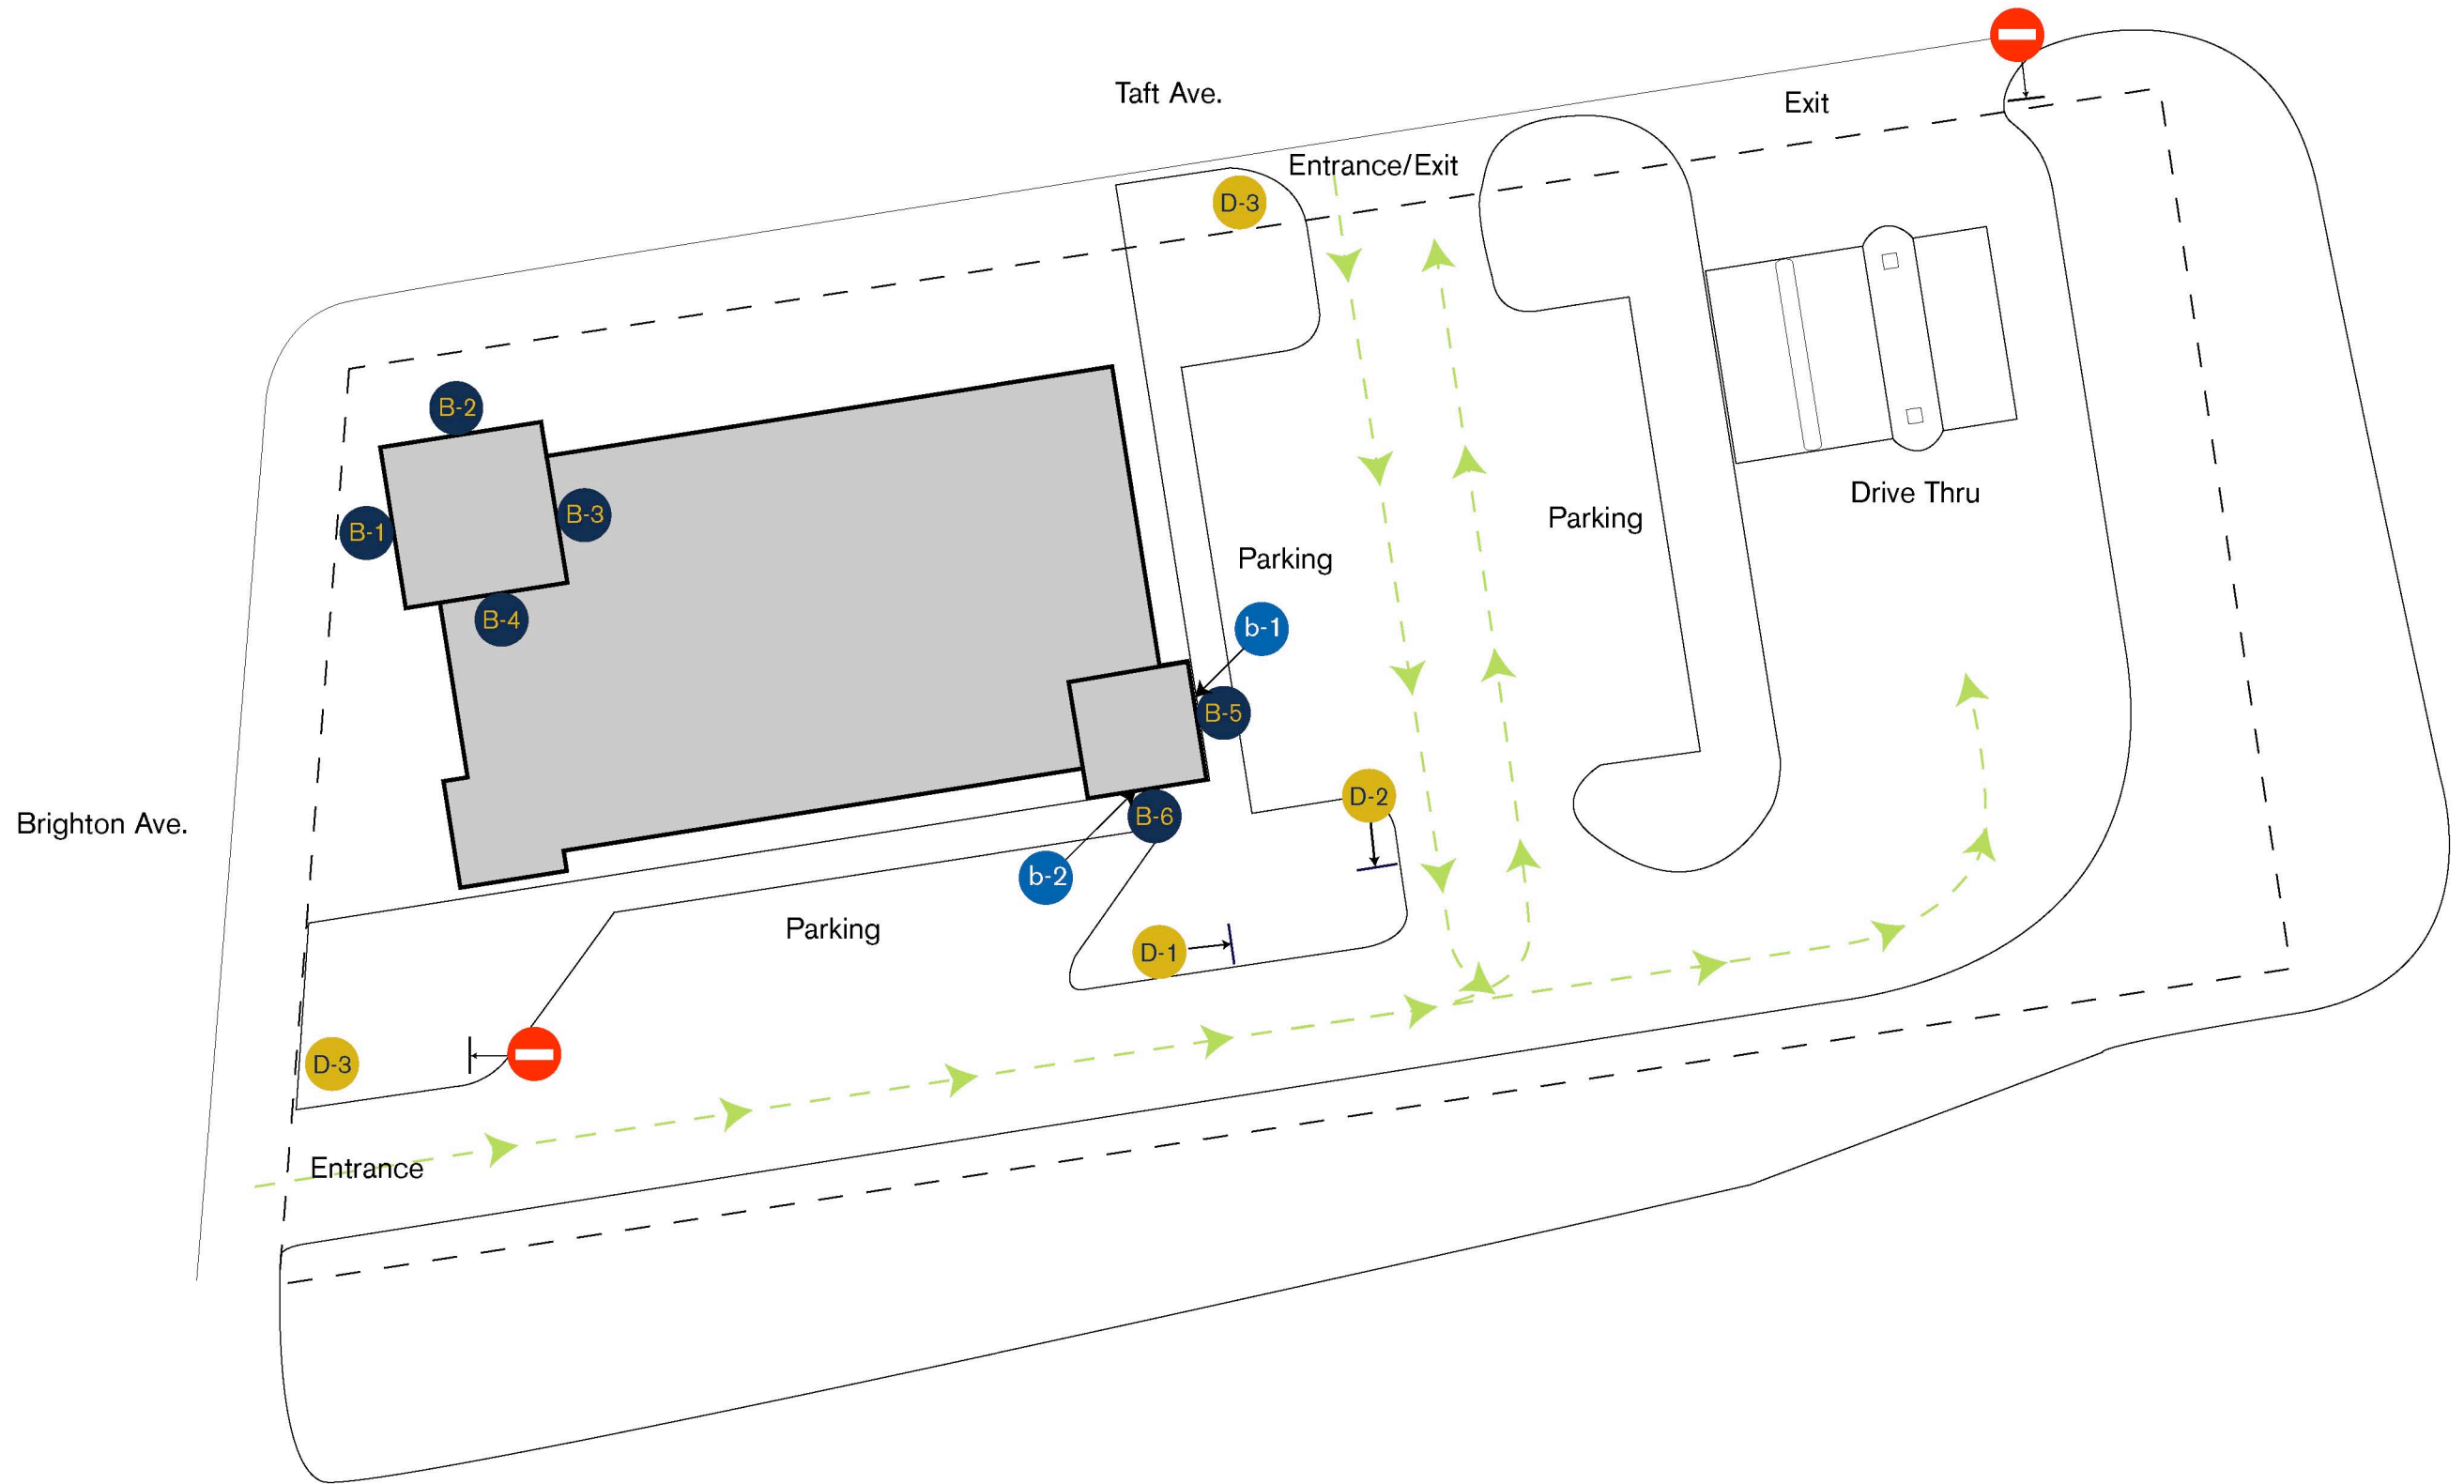 Taft Ave.
Exit
Entrance/Exit
D-3
B-2
Drive Thru
B-3
Parking
B-1
Parking
B-4
b-1
B-5
D-2
B-6
Brighton Ave.
b-2
Parking
D-1
D-3
Entrance